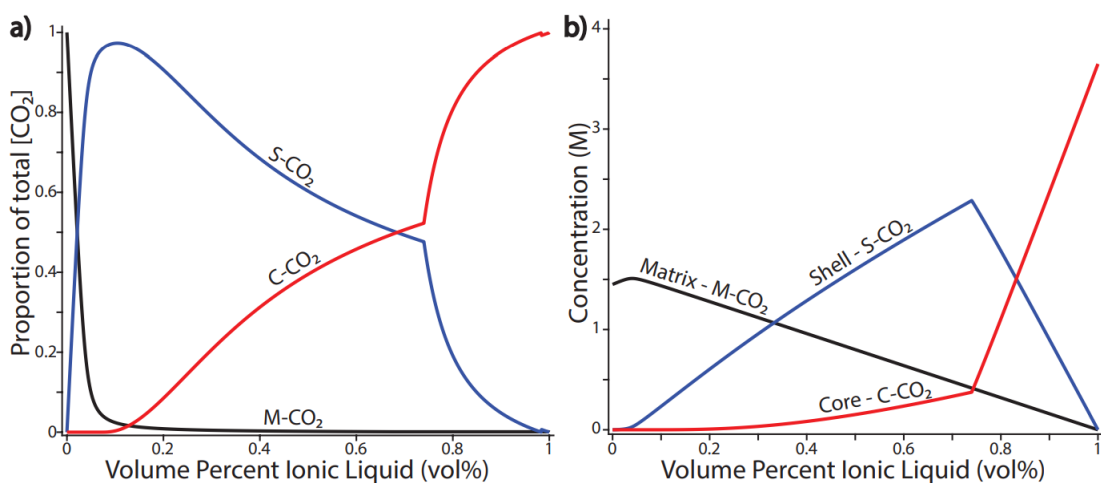 a)
Proportion of total [CO₂]
1
0.8
0.6
0.4
0.2
0
S-CO₂
C-CO₂
M-CO₂
0 0.2 0.4 0.6 0.8 1
Volume Percent Ionic Liquid (vol%)
b)
Concentration (M)
4
3
2
1
0
Shell - S-CO₂
Matrix - M-CO₂
Core - C-CO₂
0 0.2 0.4 0.6 0.8 1
Volume Percent Ionic Liquid (vol%)